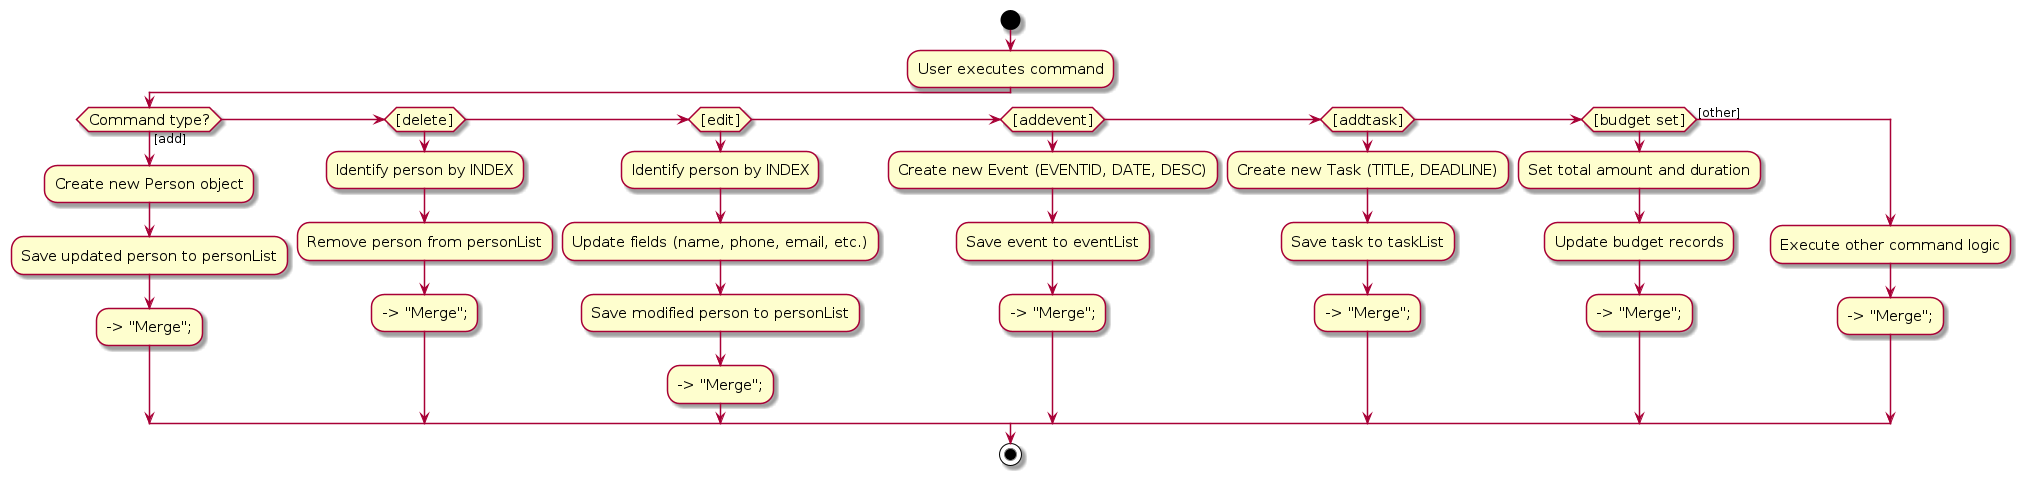 User executes command
Command type?
[add]
Create new Person object
Save updated person to personList
-> "Merge";
[delete]
Identify person by INDEX
Remove person from personList
-> "Merge";
[edit]
Identify person by INDEX
Update fields (name, phone, email, etc.)
Save modified person to personList
-> "Merge";
[addevent]
Create new Event (EVENTID, DATE, DESC)
Save event to eventList
-> "Merge";
[addtask]
Create new Task (TITLE, DEADLINE)
Save task to taskList
-> "Merge";
[budget set]
Set total amount and duration
Update budget records
-> "Merge";
[other]
Execute other command logic
-> "Merge";